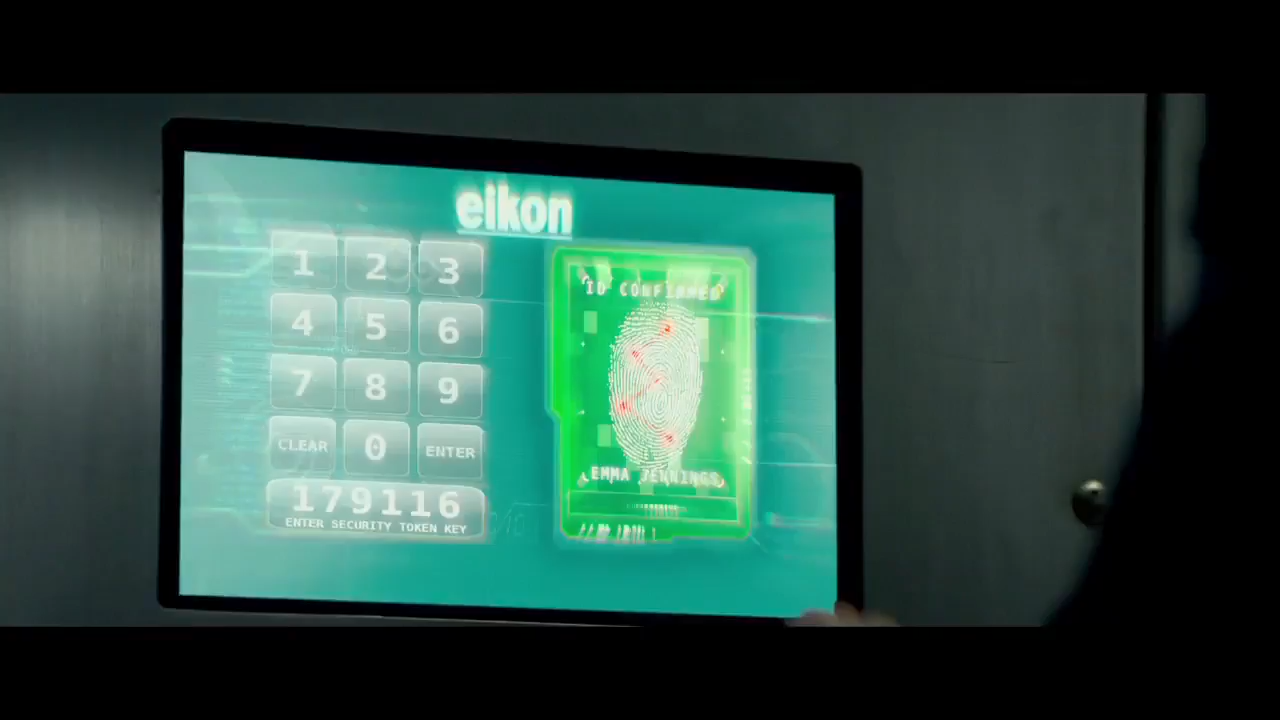 eikon
1 2 3
4 5 6
7 8 9
CLEAR 0 ENTER
179116
ENTER SECURITY TOKEN KEY
ID CONFIRMED
EMMA JENNINGS